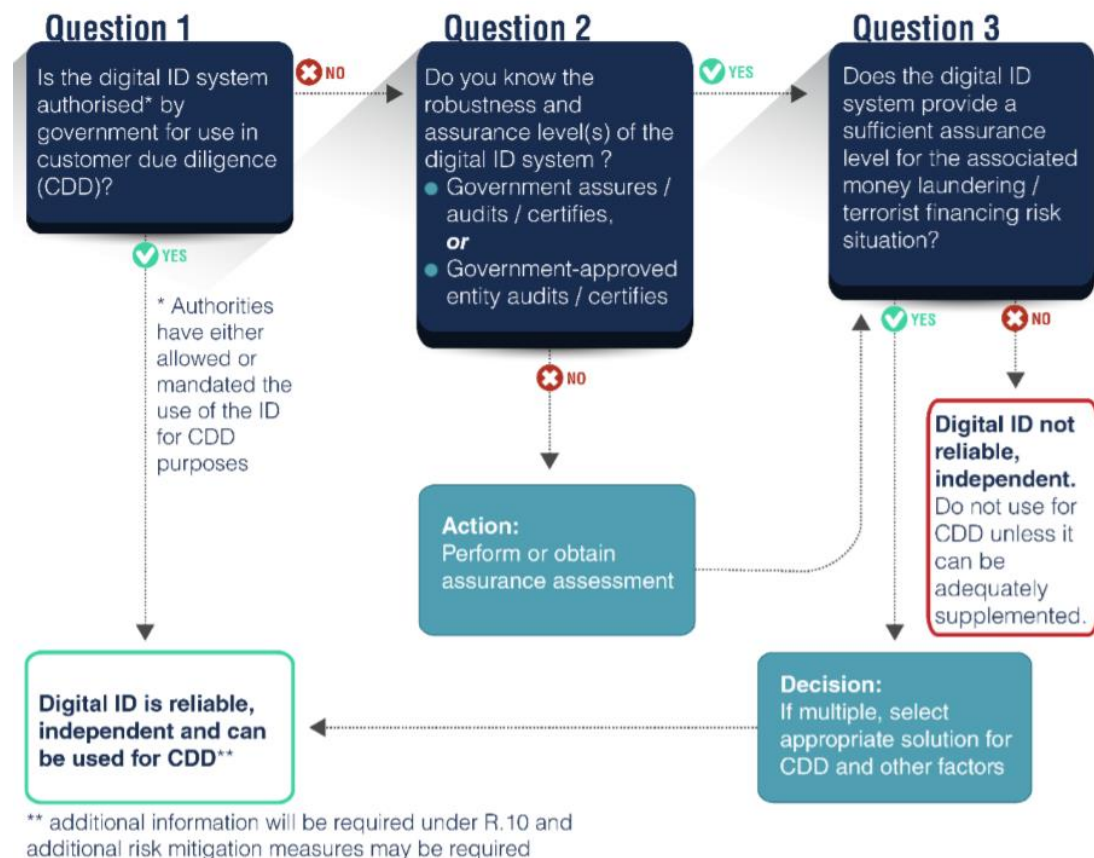 Question 1
Is the digital ID system
authorised* by
government for use in
customer due diligence
(CDD)?
NO
YES
* Authorities
have either
allowed or
mandated the
use of the ID
for CDD
purposes
Question 2
Do you know the
robustness and
assurance level(s) of the
digital ID system ?
Government assures /
audits / certifies,
or
Government-approved
entity audits / certifies
YES
NO
Action:
Perform or obtain
assurance assessment
Question 3
Does the digital ID
system provide a
sufficient assurance
level for the associated
money laundering /
terrorist financing risk
situation?
YES
NO
Digital ID not
reliable,
independent.
Do not use for
CDD unless it
can be
adequately
supplemented.
Decision:
If multiple, select
appropriate solution for
CDD and other factors
Digital ID is reliable,
independent and can
be used for CDD**
** additional information will be required under R.10 and
additional risk mitigation measures may be required